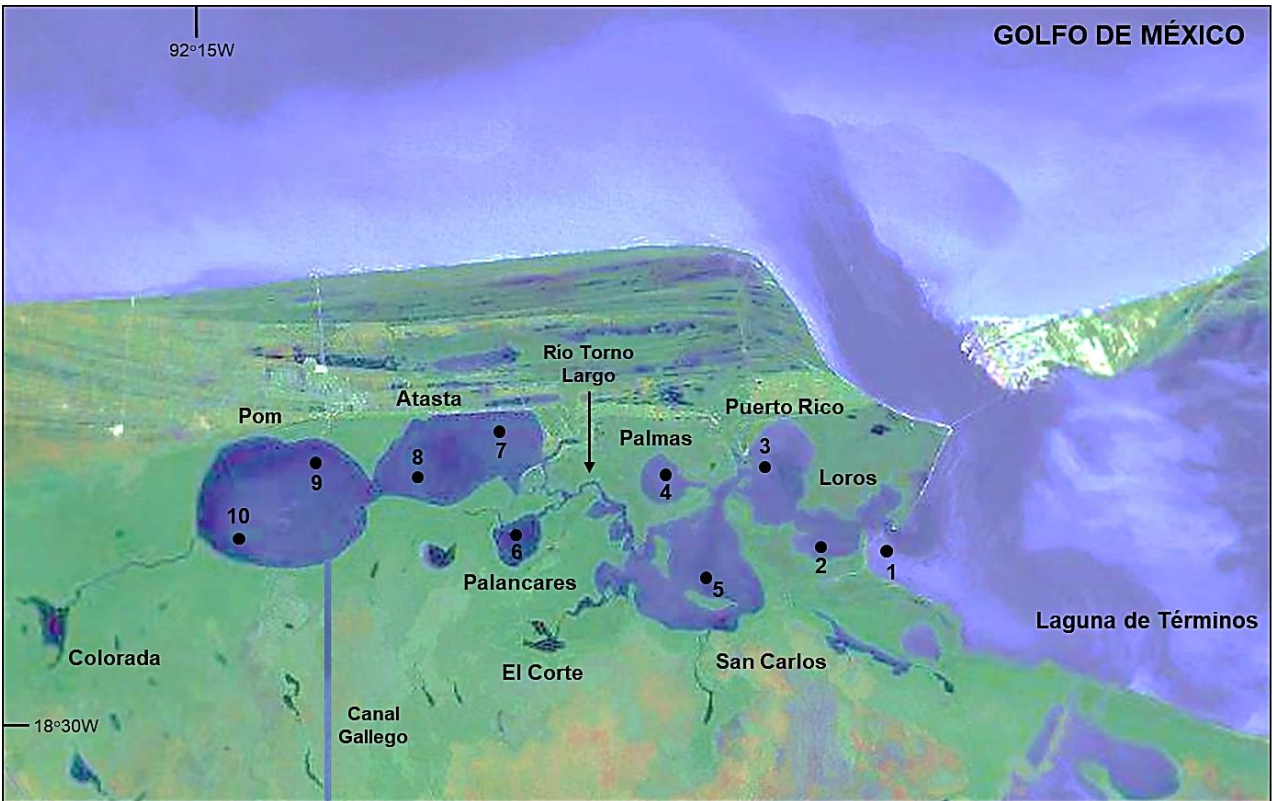 GOLFO DE MÉXICO
92°15W
Río Torno
Largo
Atasta
Pom
Puerto Rico
Palmas
7
3
8
9
4
Loros
10
6
2
1
Palancares
5
Laguna de Términos
Colorada
El Corte
San Carlos
Canal
Gallego
18°30W